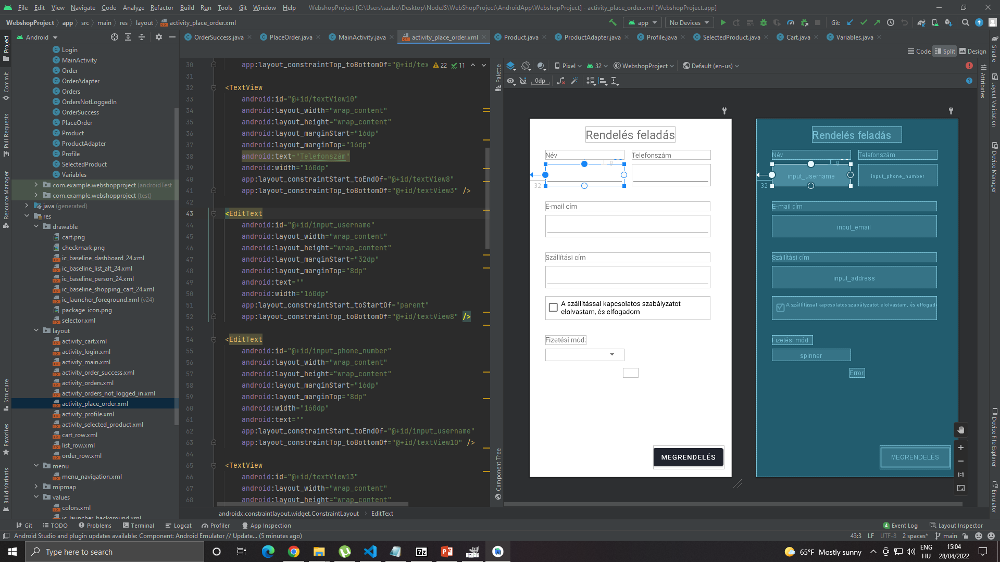 File Edit View Navigate Code Analyze Refactor Build Run Tools Git Window Help WebshopProject [C:\Users\szabo\Desktop\NodeJS\WebShopProject\AndroidApp\WebshopProject] - activity_place_order.xml [WebshopProject.app]
WebshopProject app src main res layout activity_place_order.xml app No Devices Git:
Android OrderSuccess.java PlaceOrder.java MainActivity.java activity_place_order.xml Product.java ProductAdapter.java Profile.java SelectedProduct.java Cart.java Variables.java
Code Split Design
Project
Commit
Pull Requests
Resource Manager
Structure
Favorites
Build Variants
Login
MainActivity
Order
OrderAdapter
Orders
OrdersNotLoggedIn
OrderSuccess
PlaceOrder
Product
ProductAdapter
Profile
SelectedProduct
Variables
com.example.webshopproject (androidTest
com.example.webshopproject (test)
java (generated)
res
drawable
cart.png
checkmark.png
ic_baseline_dashboard_24.xml
ic_baseline_list_alt_24.xml
ic_baseline_person_24.xml
ic_baseline_shopping_cart_24.xml
ic_launcher_foreground.xml (v24)
package_icon.png
selector.xml
layout
activity_cart.xml
activity_login.xml
activity_main.xml
activity_order_success.xml
activity_orders.xml
activity_orders_not_logged_in.xml
activity_place_order.xml
activity_profile.xml
activity_selected_product.xml
cart_row.xml
list_row.xml
order_row.xml
menu
menu_navigation.xml
mipmap
values
colors.xml
ic_launcher_background.xml
30 app:layout_constraintTop_toBottomOf="@+id/tex 22 11
31
32 <TextView
33 android:id="@+id/textView10"
34 android:layout_width="wrap_content"
35 android:layout_height="wrap_content"
36 android:layout_marginStart="16dp"
37 android:layout_marginTop="16dp"
38 android:text="Telefonszám"
39 android:width="160dp"
40 app:layout_constraintStart_toEndOf="@+id/textView8"
41 app:layout_constraintTop_toBottomOf="@+id/textView3" />
42
43 <EditText
44 android:id="@+id/input_username"
45 android:layout_width="wrap_content"
46 android:layout_height="wrap_content"
47 android:layout_marginStart="32dp"
48 android:layout_marginTop="8dp"
49 android:text=""
50 android:width="160dp"
51 app:layout_constraintStart_toStartOf="parent"
52 app:layout_constraintTop_toBottomOf="@+id/textView8" />
53
54 <EditText
55 android:id="@+id/input_phone_number"
56 android:layout_width="wrap_content"
57 android:layout_height="wrap_content"
58 android:layout_marginStart="16dp"
59 android:layout_marginTop="8dp"
60 android:width="160dp"
61 android:text=""
62 app:layout_constraintStart_toEndOf="@+id/input_username"
63 app:layout_constraintTop_toBottomOf="@+id/textView10" />
64
65 <TextView
66 android:id="@+id/textView13"
67 android:layout_width="wrap_content"
68 android:layout_height="wrap_content"
androidx.constraintlayout.widget.ConstraintLayout EditText
Palette
Component Tree
Pixel 32 WebshopProject Default (en-us)
0dp
Rendelés feladás
Név Telefonszám
8
32
E-mail cím
Szállítási cím
A szállítással kapcsolatos szabályzatot
elolvastam, és elfogadom
Fizetési mód:
MEGRENDELÉS
Rendelés feladás
Név Telefonszám
8
input_username input_phone_number
32
E-mail cím
input_email
Szállítási cím
input_address
A szállítással kapcsolatos szabályzatot elolvastam, és elfogado
Fizetési mód:
spinner
Error
MEGRENDELÉS
1:1
Attributes
Gradle
Layout Validation
Device Manager
Device File Explorer
Emulator
Git TODO Problems Terminal Logcat Profiler App Inspection 4 Event Log Layout Inspector
Android Studio and plugin updates available: Component: Android Emulator // Update... (5 minutes ago) 43:3 LF UTF-8 2 spaces* main
Type here to search 65°F Mostly sunny ENG HU 15:04 28/04/2022